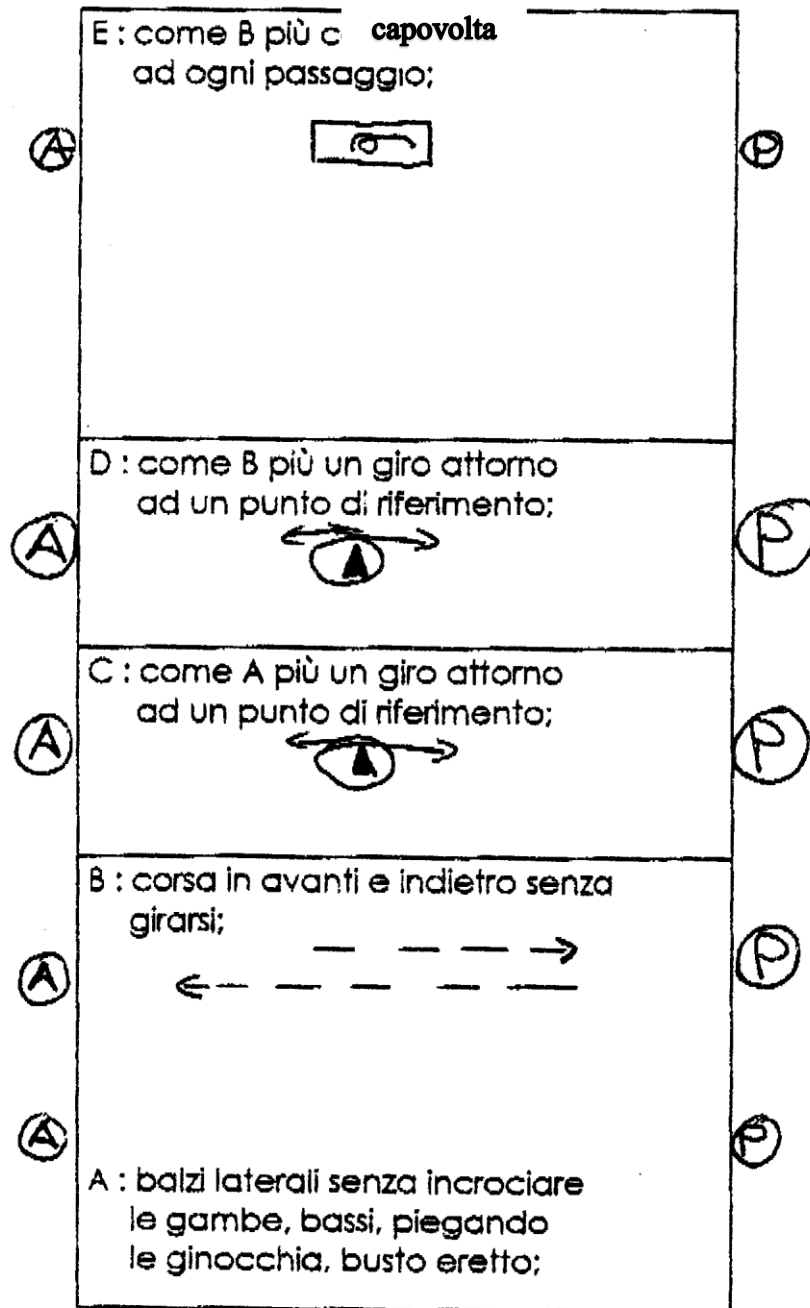 E : come B più c capovolta
ad ogni passaggio;
A P
D : come B più un giro attorno
ad un punto di riferimento;
A P
C : come A più un giro attorno
ad un punto di riferimento;
A P
B : corsa in avanti e indietro senza
girarsi;
A P
A P
A : balzi laterali senza incrociare
le gambe, bassi, piegando
le ginocchia, busto eretto;